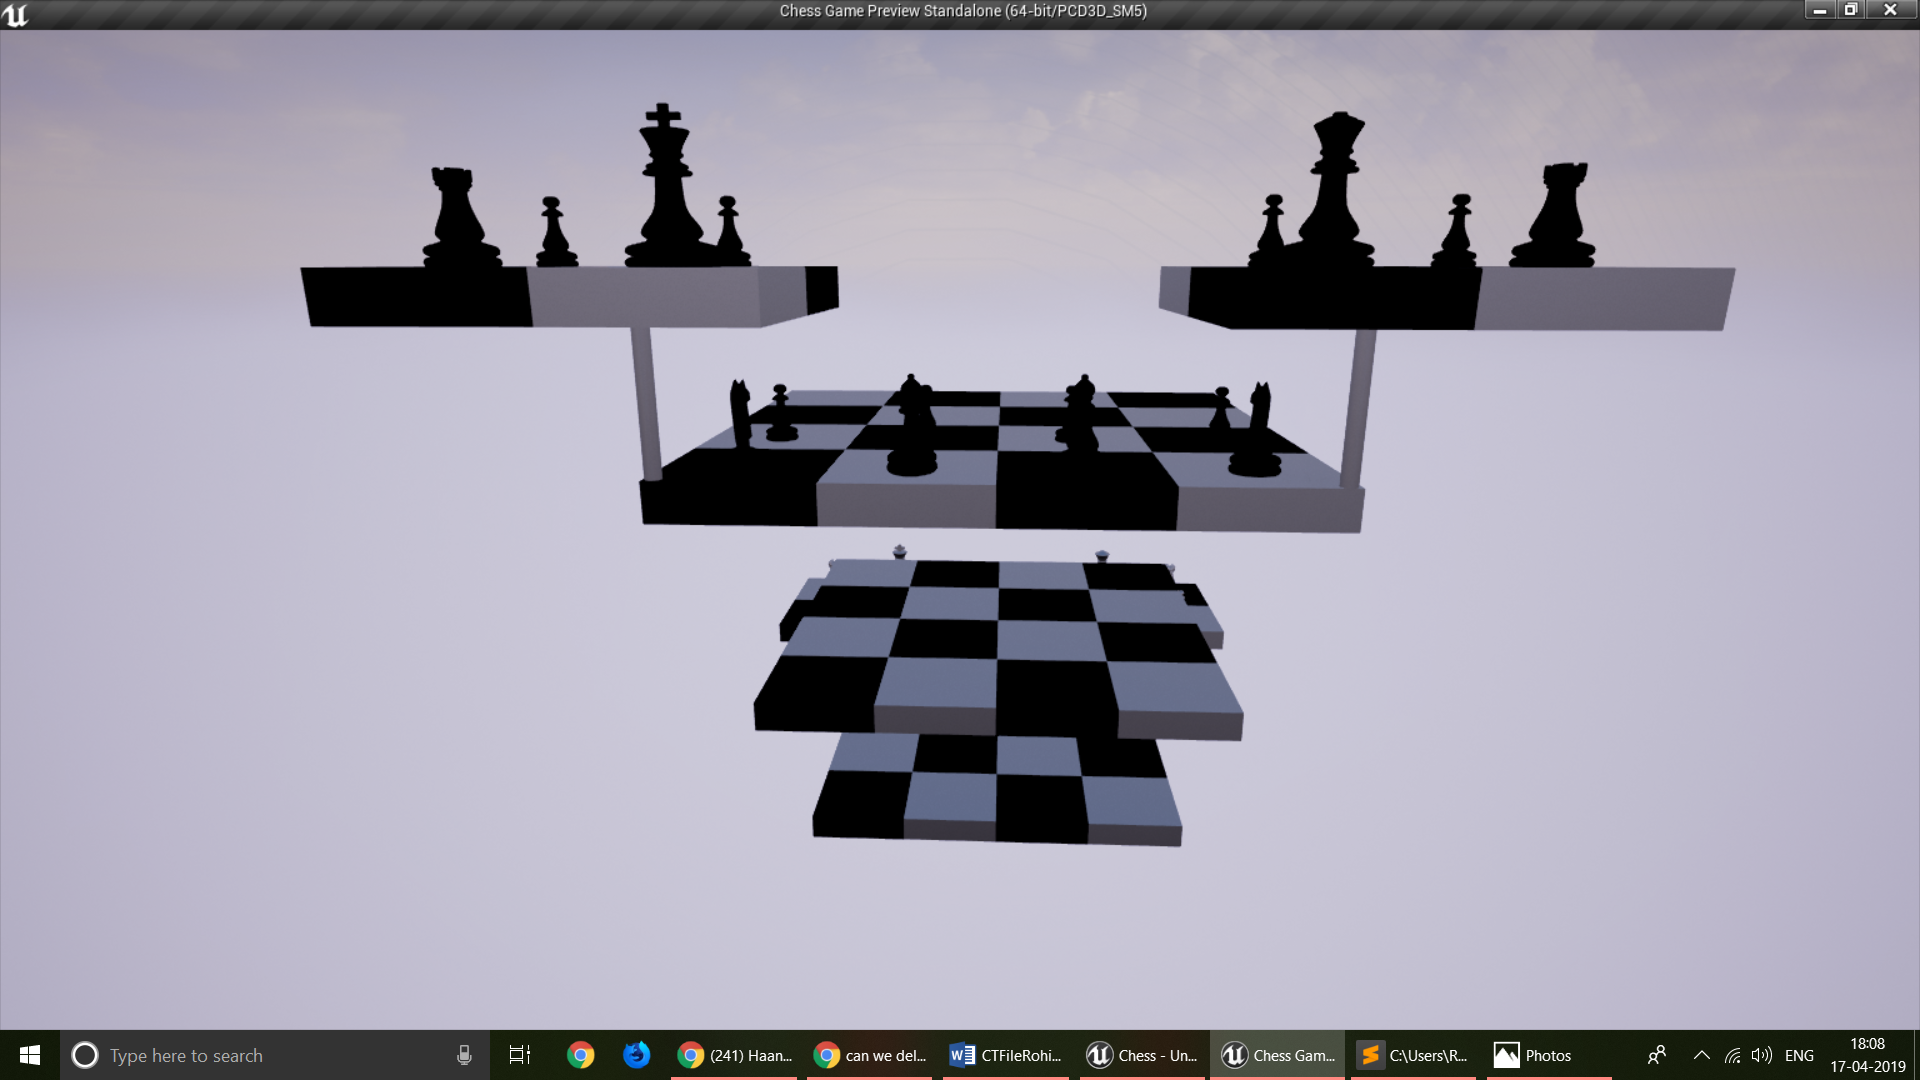 Chess Game Preview Standalone (64-bit/PCD3D_SM5)
Type here to search
(241) Haan...
can we del...
CTFileRohi...
Chess - Un...
Chess Gam...
C:\Users\R...
Photos
ENG
18:08
17-04-2019